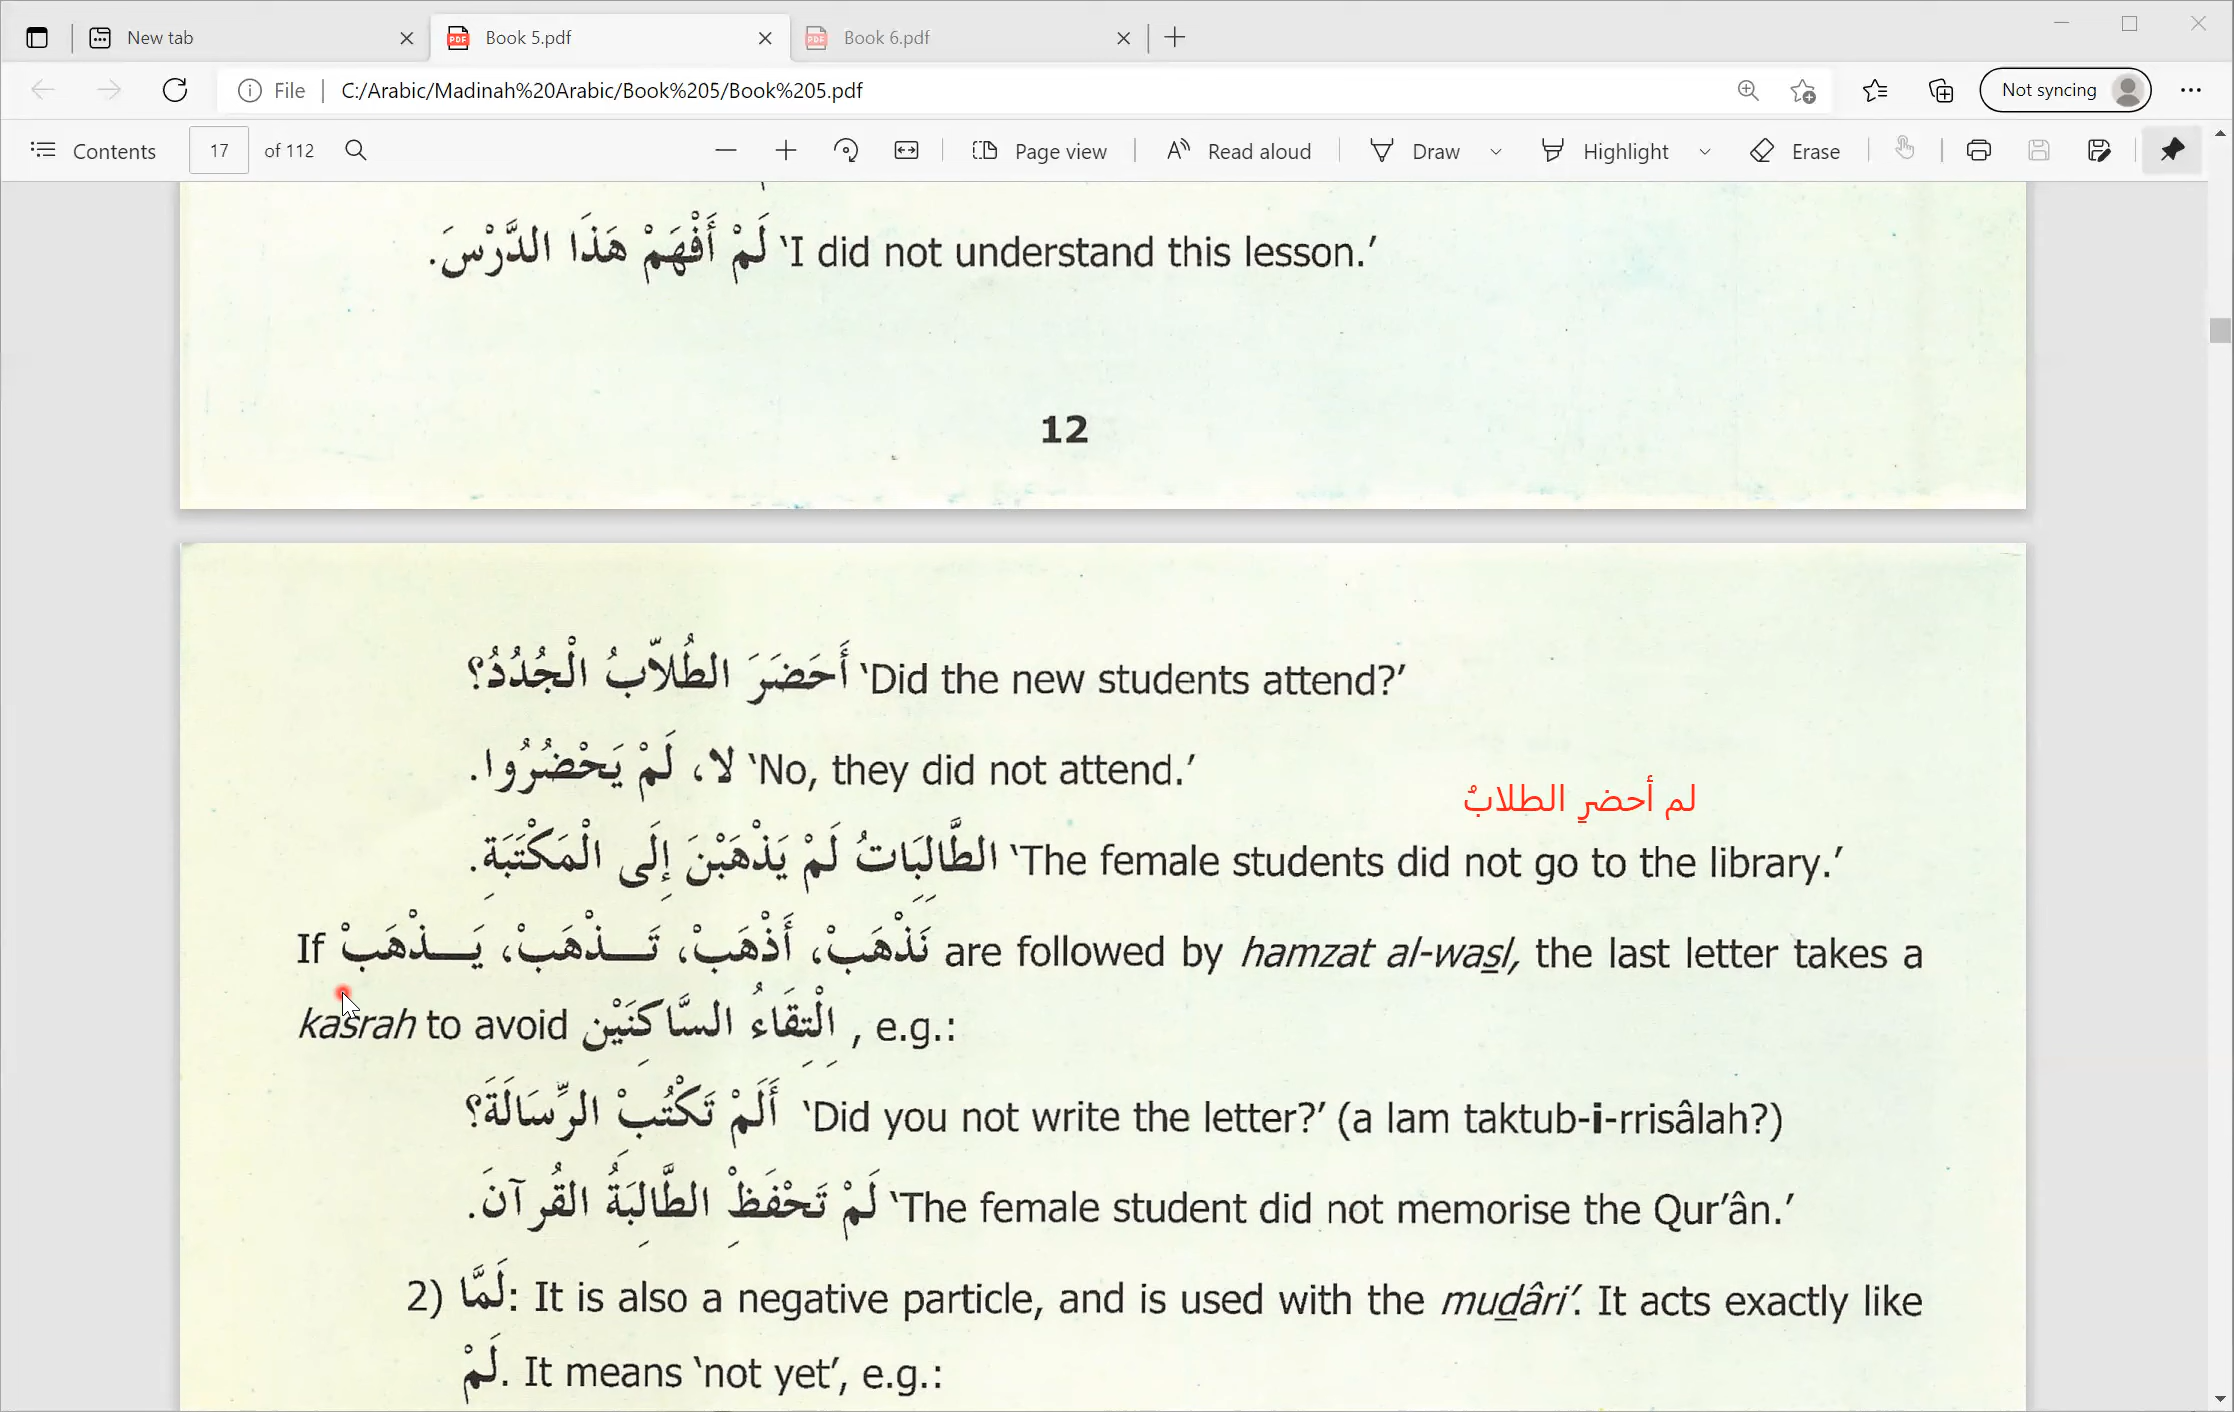 New tab
Book 5.pdf
Book 6.pdf
File
C:/Arabic/Madinah%20Arabic/Book%205/Book%205.pdf
Not syncing
Contents
17 of 112
Page view
Read aloud
Draw
Highlight
Erase
لَمْ أَفْهَمْ هَذَا الدَّرْسَ. ‘I did not understand this lesson.’
12
أَحَضَرَ الطُلاّبُ الْجُدُدُ؟ ‘Did the new students attend?’
لا، لَمْ يَحْضُرُوا. ‘No, they did not attend.’
لم أحضرِ الطلابُ
الطَّالِبَاتُ لَمْ يَذْهَبْنَ إِلَى الْمَكْتَبَةِ. ‘The female students did not go to the library.’
If نَذْهَبْ، أَذْهَبْ، تَـــذْهَبْ، يَـــذْهَبْ are followed by hamzat al-wasl, the last letter takes a
kasrah to avoid اِلْتِقَاءُ السَّاكِنَيْنِ , e.g.:
أَلَمْ تَكْتُبْ الرِّسَالَةَ؟ ‘Did you not write the letter?’ (a lam taktub-i-rrisâlah?)
لَمْ تَحْفَظْ الطَّالِبَةُ القُرآنَ. ‘The female student did not memorise the Qur’ân.’
2) لَمَّا: It is also a negative particle, and is used with the mudâri‘. It acts exactly like
لَمْ. It means ‘not yet’, e.g.: